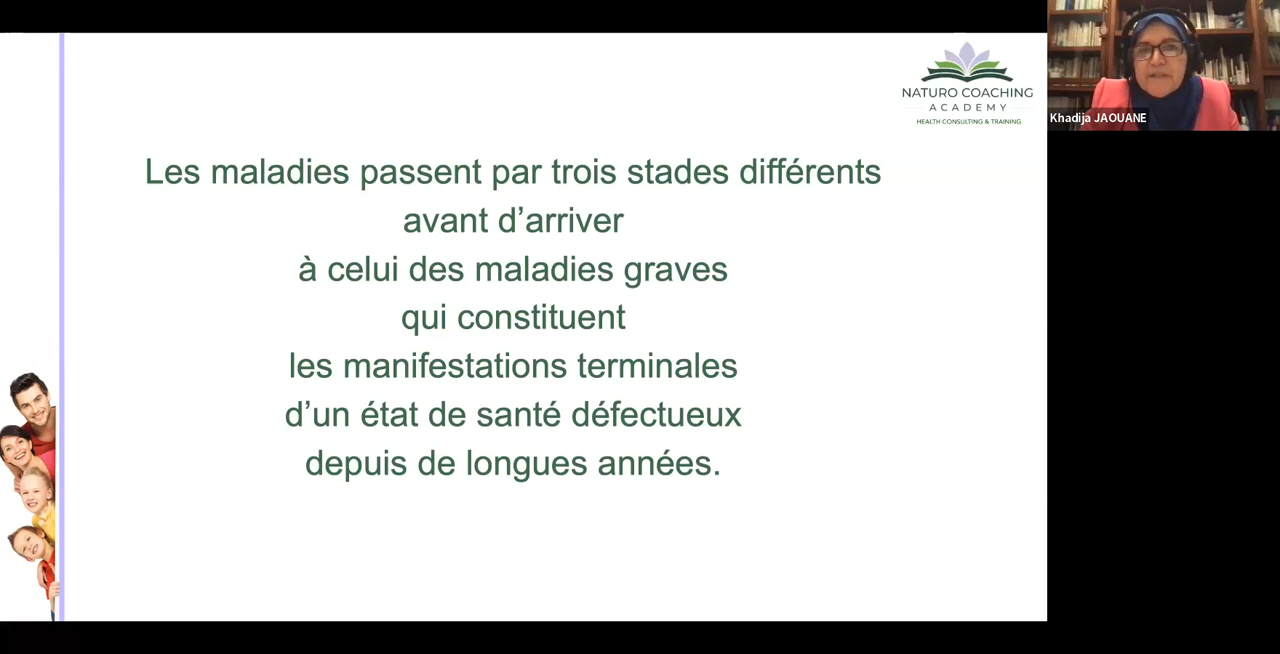 NATURO COACHING
ACADEMY
HEALTH CONSULTING & TRAINING
Khadija JAOUANE
Les maladies passent par trois stades différents
avant d’arriver
à celui des maladies graves
qui constituent
les manifestations terminales
d’un état de santé défectueux
depuis de longues années.